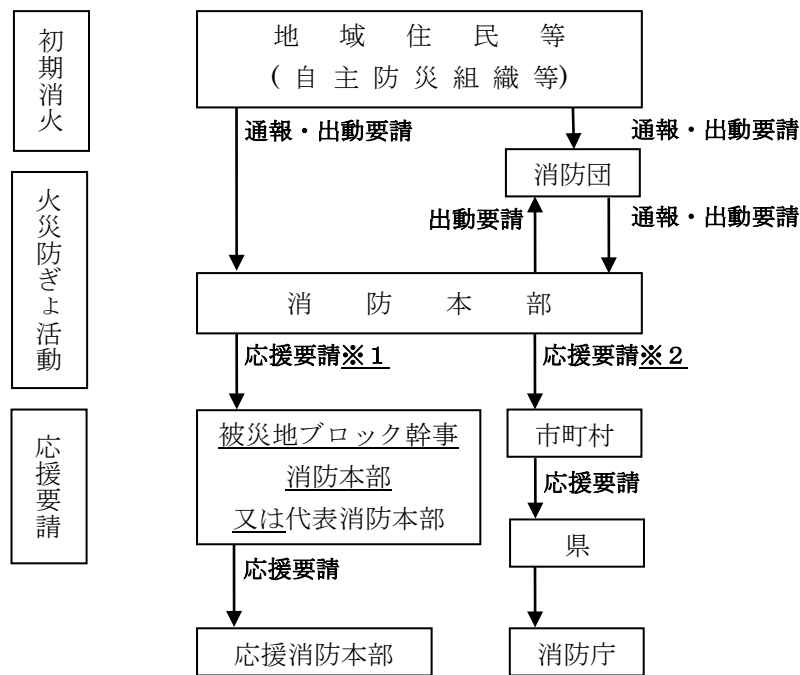 初期消火
地域住民等
(自主防災組織等)
通報・出動要請
通報・出動要請
消防団
火災防ぎょ活動
出動要請
通報・出動要請
消防本部
応援要請※1
応援要請※2
応援要請
被災地ブロック幹事
消防本部
又は代表消防本部
市町村
応援要請
県
応援要請
応援消防本部
消防庁